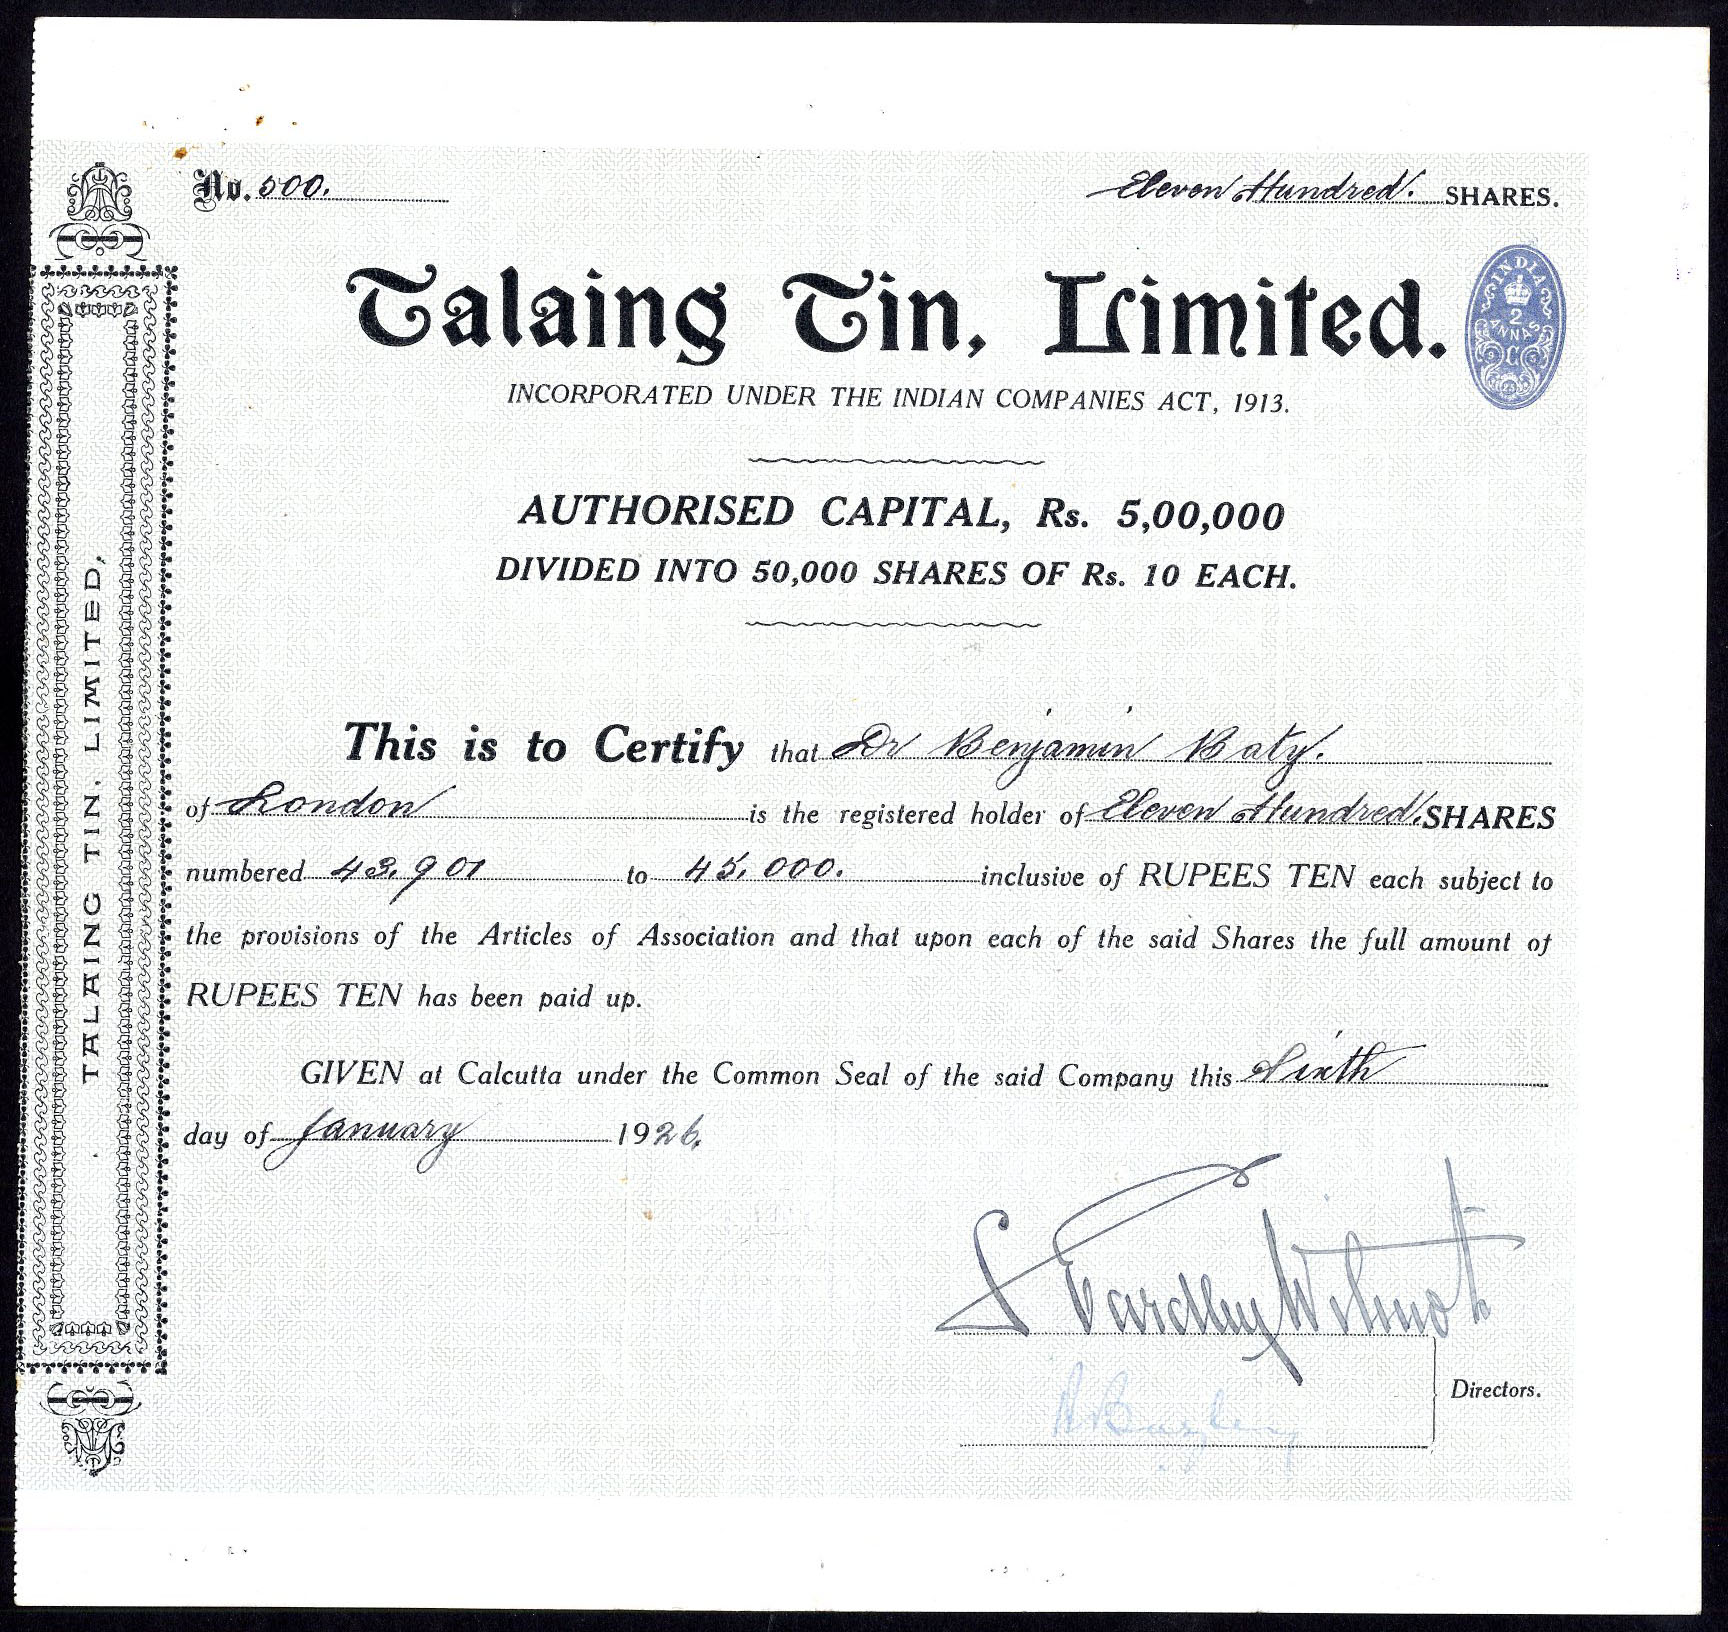 No. 500.
Eleven Hundred. SHARES.
Talaing Tin, Limited.
INDIA
2
ANNAS
C
INCORPORATED UNDER THE INDIAN COMPANIES ACT, 1913.
AUTHORISED CAPITAL, Rs. 5,00,000
DIVIDED INTO 50,000 SHARES OF Rs. 10 EACH.
This is to Certify that Dr Benjamin Baty.
of London is the registered holder of Eleven Hundred. SHARES
numbered 43,901 to 45,000. inclusive of RUPEES TEN each subject to
the provisions of the Articles of Association and that upon each of the said Shares the full amount of
RUPEES TEN has been paid up.
GIVEN at Calcutta under the Common Seal of the said Company this Sixth
day of January 1926.
Eardley Wilmot
Directors.
TALAING TIN, LIMITED,